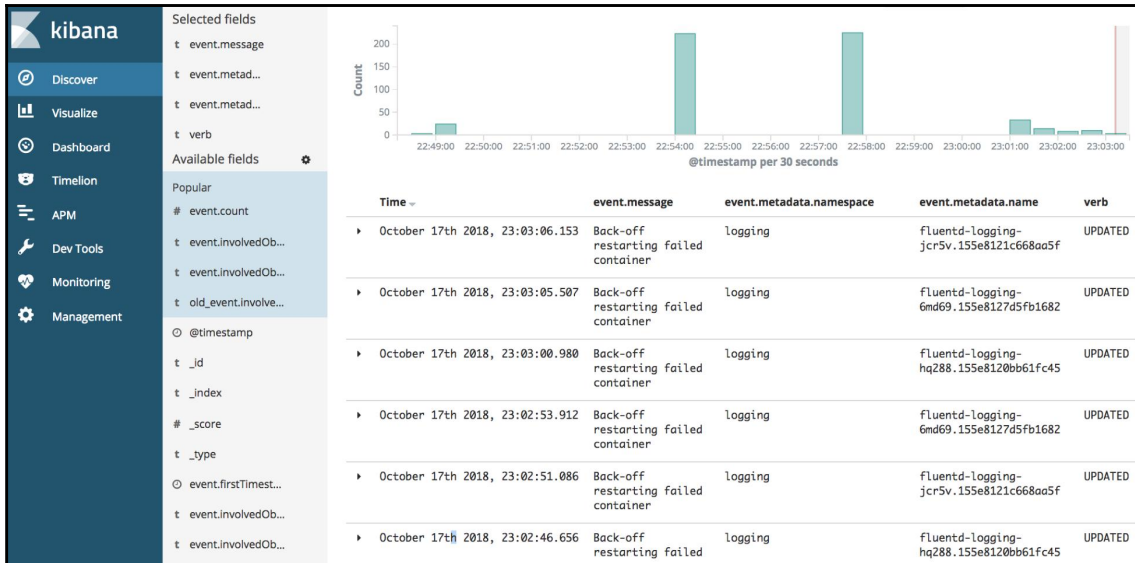 kibana
Discover
Visualize
Dashboard
Timelion
APM
Dev Tools
Monitoring
Management
Selected fields
t event.message
t event.metad...
t event.metad...
t verb
Available fields
Popular
# event.count
t event.involvedOb...
t event.involvedOb...
t old_event.involve...
@timestamp
t _id
t _index
# _score
t _type
event.firstTimest...
t event.involvedOb...
t event.involvedOb...
Count
200
150
100
50
0
22:49:00 22:50:00 22:51:00 22:52:00 22:53:00 22:54:00 22:55:00 22:56:00 22:57:00 22:58:00 22:59:00 23:00:00 23:01:00 23:02:00 23:03:00
@timestamp per 30 seconds
Time event.message event.metadata.namespace event.metadata.name verb
October 17th 2018, 23:03:06.153 Back-off logging fluentd-logging- UPDATED
restarting failed jcr5v.155e8121c668aa5f
container
October 17th 2018, 23:03:05.507 Back-off logging fluentd-logging- UPDATED
restarting failed 6md69.155e8127d5fb1682
container
October 17th 2018, 23:03:00.980 Back-off logging fluentd-logging- UPDATED
restarting failed hq288.155e8120bb61fc45
container
October 17th 2018, 23:02:53.912 Back-off logging fluentd-logging- UPDATED
restarting failed 6md69.155e8127d5fb1682
container
October 17th 2018, 23:02:51.086 Back-off logging fluentd-logging- UPDATED
restarting failed jcr5v.155e8121c668aa5f
container
October 17th 2018, 23:02:46.656 Back-off logging fluentd-logging- UPDATED
restarting failed hq288.155e8120bb61fc45